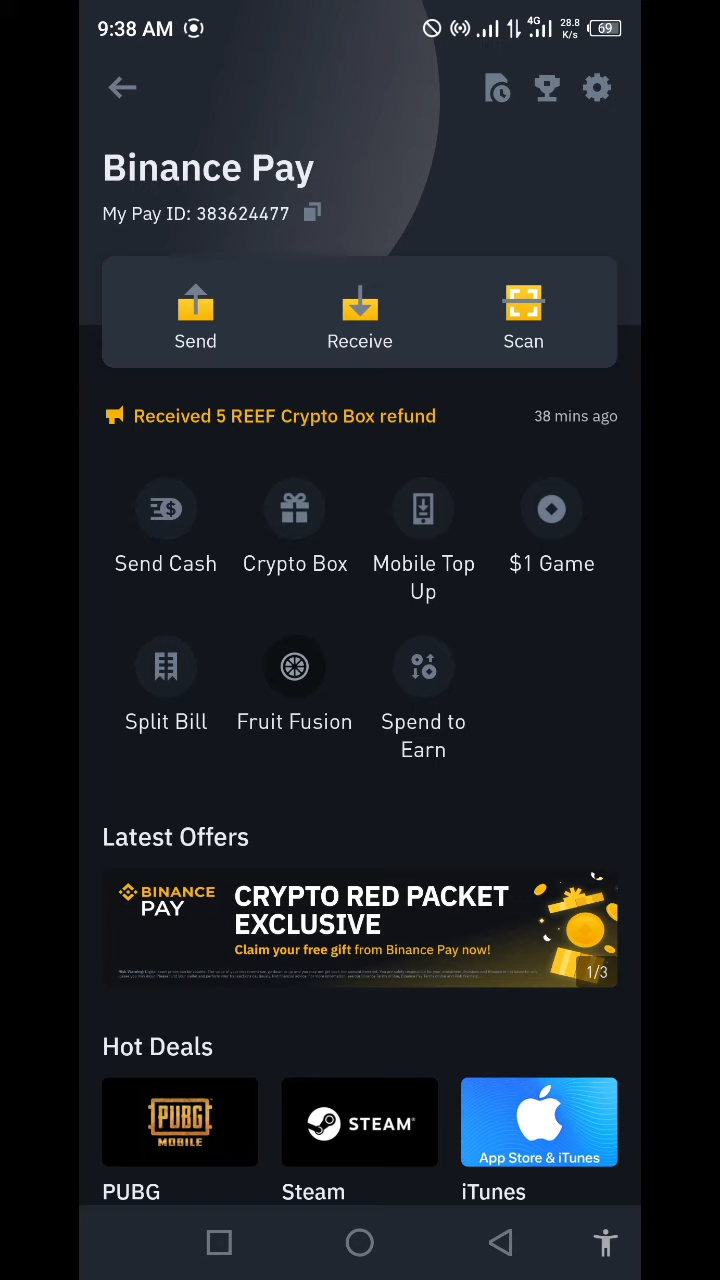 9:38 AM
4G
28.8
K/s
69
Binance Pay
My Pay ID: 383624477
Send
Receive
Scan
Received 5 REEF Crypto Box refund
38 mins ago
Send Cash
Crypto Box
Mobile Top
Up
$1 Game
Split Bill
Fruit Fusion
Spend to
Earn
Latest Offers
BINANCE
PAY
CRYPTO RED PACKET
EXCLUSIVE
Claim your free gift from Binance Pay now!
1/3
Hot Deals
PUBG
MOBILE
STEAM
App Store & iTunes
PUBG
Steam
iTunes